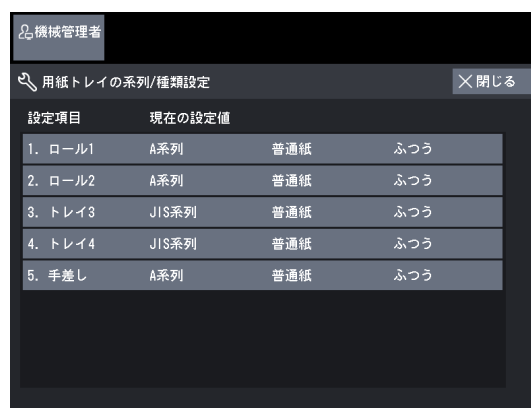 機械管理者
用紙トレイの系列/種類設定 閉じる
設定項目 現在の設定値
1. ロール1 A系列 普通紙 ふつう
2. ロール2 A系列 普通紙 ふつう
3. トレイ3 JIS系列 普通紙 ふつう
4. トレイ4 JIS系列 普通紙 ふつう
5. 手差し A系列 普通紙 ふつう